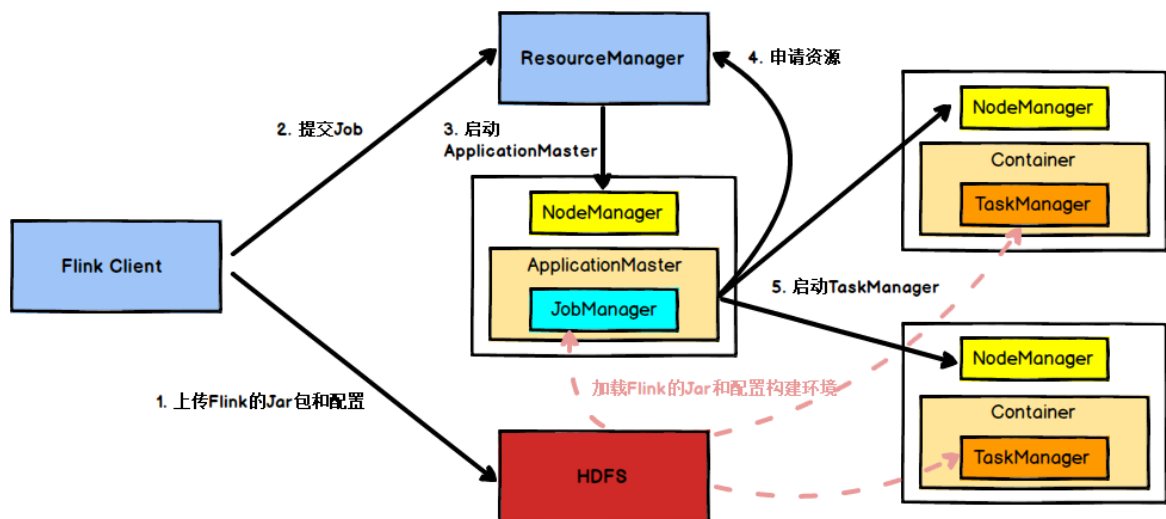 ResourceManager
4. 申请资源
NodeManager
2. 提交Job
3. 启动
ApplicationMaster
Container
TaskManager
NodeManager
Flink Client
ApplicationMaster
5. 启动TaskManager
JobManager
NodeManager
加载Flink的Jar和配置构建环境
1. 上传Flink的Jar包和配置
Container
TaskManager
HDFS